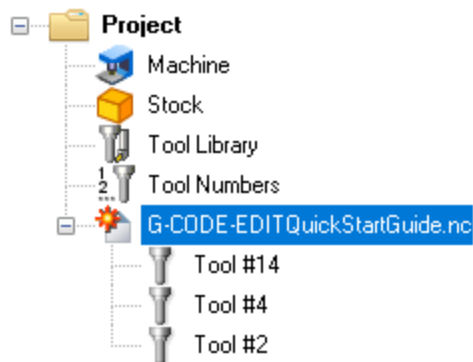 Project
Machine
Stock
Tool Library
1
2
Tool Numbers
G-CODE-EDITQuickStartGuide.nc
Tool #14
Tool #4
Tool #2